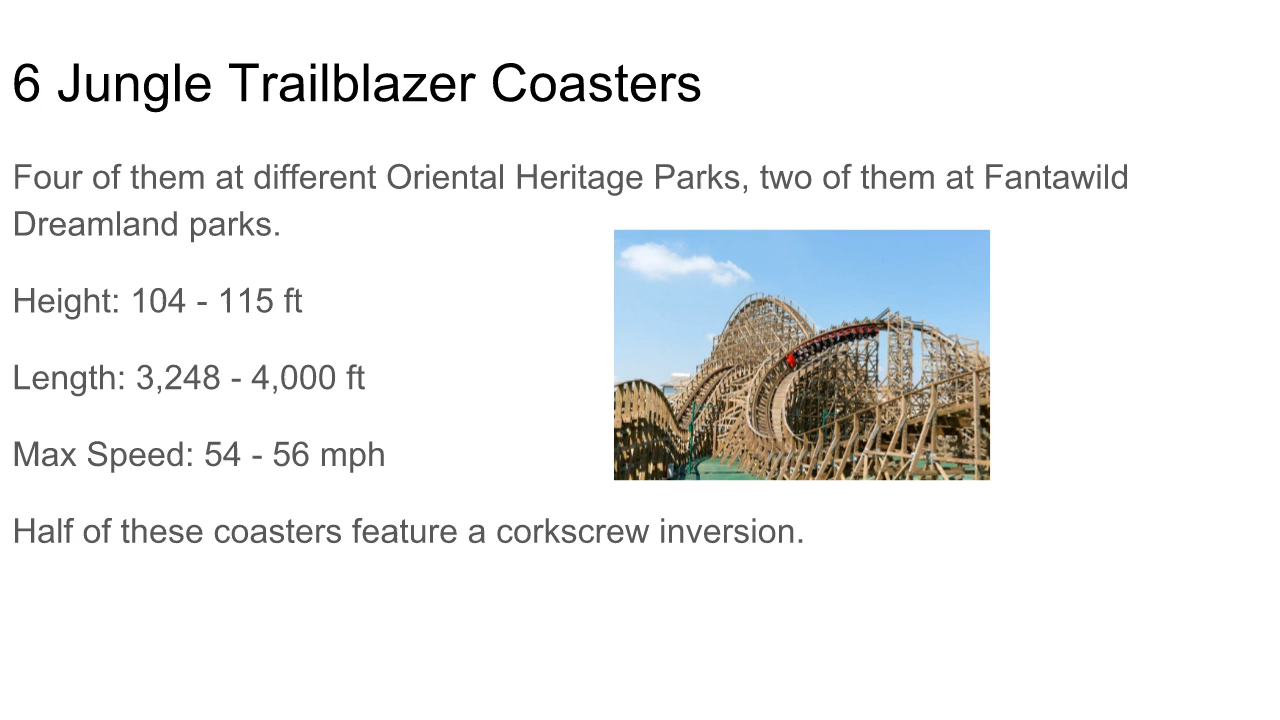 6 Jungle Trailblazer Coasters
Four of them at different Oriental Heritage Parks, two of them at Fantawild
Dreamland parks.
Height: 104 - 115 ft
Length: 3,248 - 4,000 ft
Max Speed: 54 - 56 mph
Half of these coasters feature a corkscrew inversion.